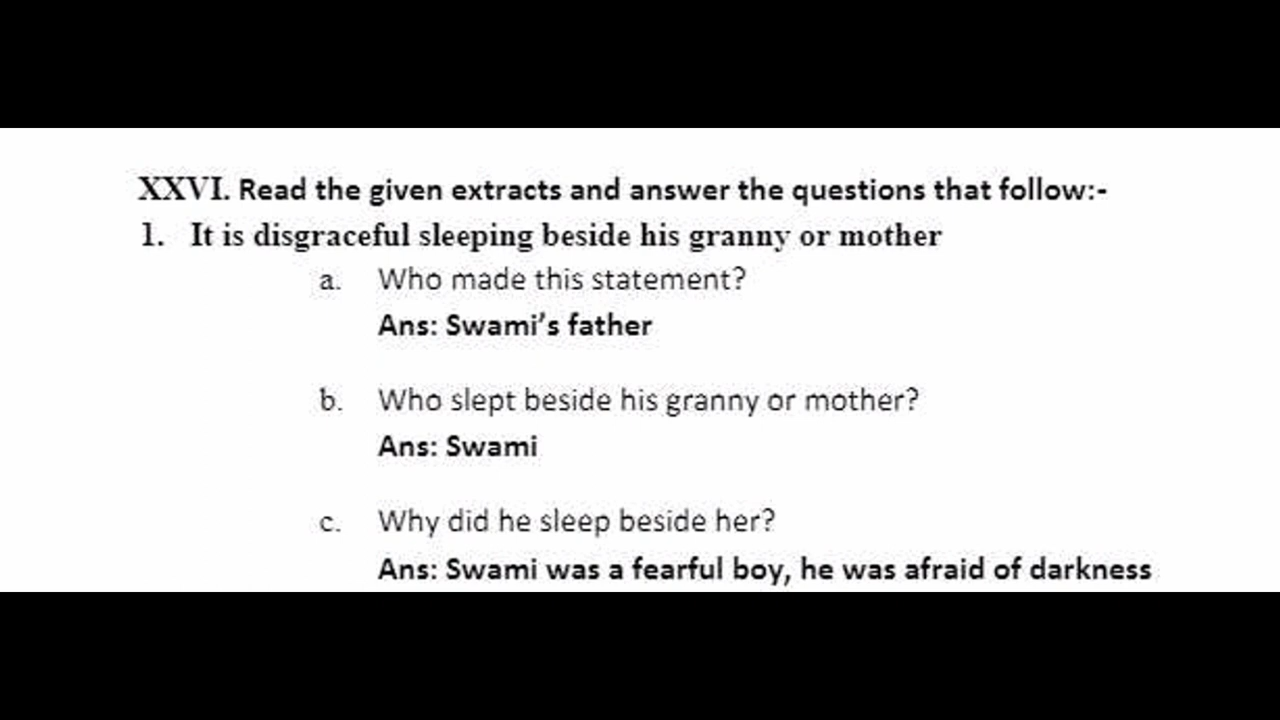 XXVI. Read the given extracts and answer the questions that follow:-
1. It is disgraceful sleeping beside his granny or mother
a. Who made this statement?
Ans: Swami’s father
b. Who slept beside his granny or mother?
Ans: Swami
c. Why did he sleep beside her?
Ans: Swami was a fearful boy, he was afraid of darkness